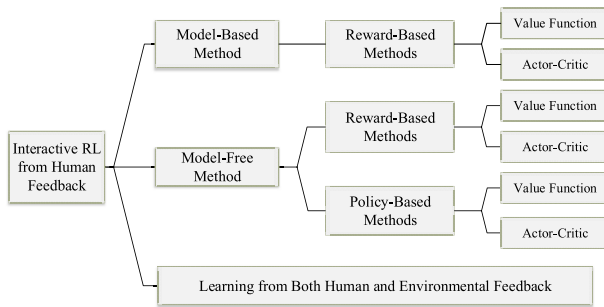 Interactive RL
from Human
Feedback
Model-Based
Method
Reward-Based
Methods
Value Function
Actor-Critic
Model-Free
Method
Reward-Based
Methods
Value Function
Actor-Critic
Policy-Based
Methods
Value Function
Actor-Critic
Learning from Both Human and Environmental Feedback